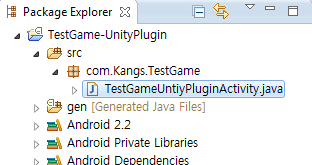 Package Explorer
TestGame-UnityPlugin
src
com.Kangs.TestGame
TestGameUntiyPluginActivity.java
gen [Generated Java Files]
Android 2.2
Android Private Libraries
Android Dependencies